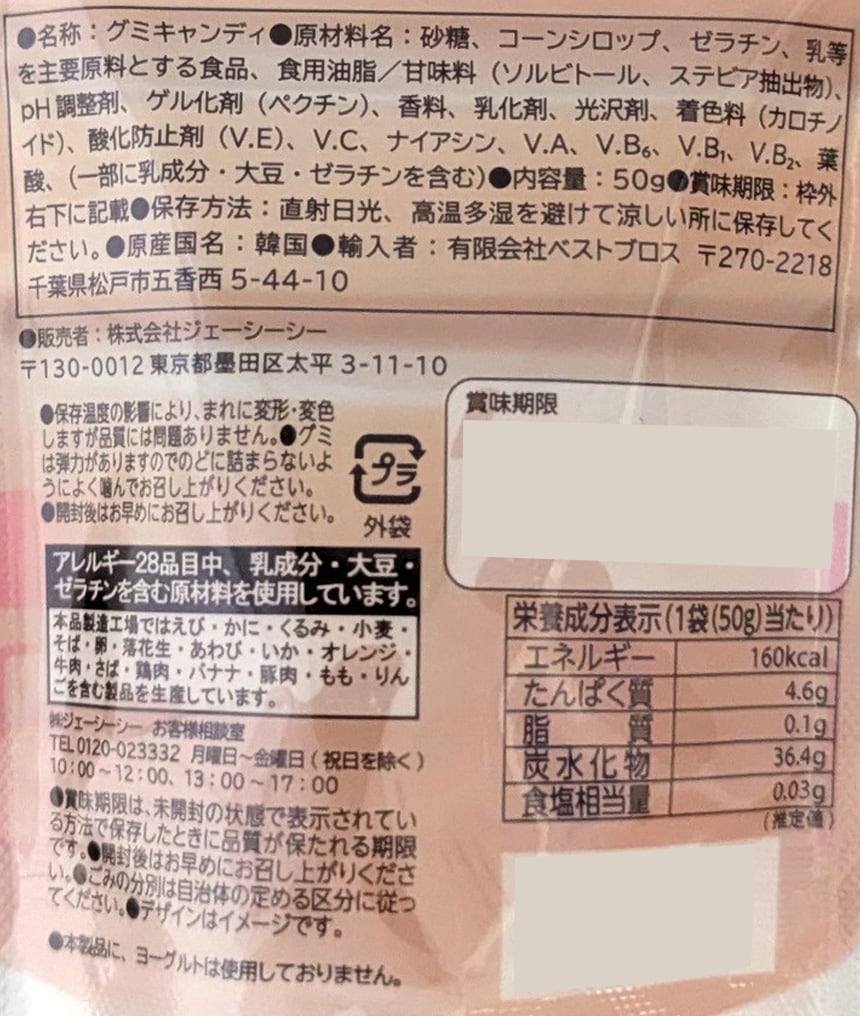 ●名称：グミキャンディ●原材料名：砂糖、コーンシロップ、ゼラチン、乳等
を主要原料とする食品、食用油脂／甘味料（ソルビトール、ステビア抽出物）、
pH調整剤、ゲル化剤（ペクチン）、香料、乳化剤、光沢剤、着色料（カロチノ
イド）、酸化防止剤（V.E）、V.C、ナイアシン、V.A、V.B₆、V.B₁、V.B₂、葉
酸、（一部に乳成分・大豆・ゼラチンを含む）●内容量：50g●賞味期限：枠外
右下に記載●保存方法：直射日光、高温多湿を避けて涼しい所に保存してく
ださい。●原産国名：韓国●輸入者：有限会社ベストブロス 〒270-2218
千葉県松戸市五香西 5-44-10
●販売者：株式会社ジェーシーシー
〒130-0012 東京都墨田区太平 3-11-10
●保存温度の影響により、まれに変形・変色
しますが品質には問題ありません。●グミ
は弾力がありますのでのどに詰まらないよ
うによく噛んでお召し上がりください。
●開封後はお早めにお召し上がりください。
プラ
外袋
賞味期限
アレルギー28品目中、乳成分・大豆・
ゼラチンを含む原材料を使用しています。
本品製造工場ではえび・かに・くるみ・小麦・
そば・卵・落花生・あわび・いか・オレンジ・
牛肉・さば・鶏肉・バナナ・豚肉・もも・りん
ごを含む製品を生産しています。
㈱ジェーシーシー お客様相談室
TEL 0120-023332 月曜日～金曜日（祝日を除く）
10：00～12：00、13：00～17：00
●賞味期限は、未開封の状態で表示されてい
る方法で保存したときに品質が保たれる期限
です。●開封後はお早めにお召し上がりくださ
い。●ごみの分別は自治体の定める区分に従っ
てください。●デザインはイメージです。
●本製品に、ヨーグルトは使用しておりません。
栄養成分表示（1袋（50g）当たり）
エネルギー 160kcal
たんぱく質 4.6g
脂質 0.1g
炭水化物 36.4g
食塩相当量 0.03g
（推定値）